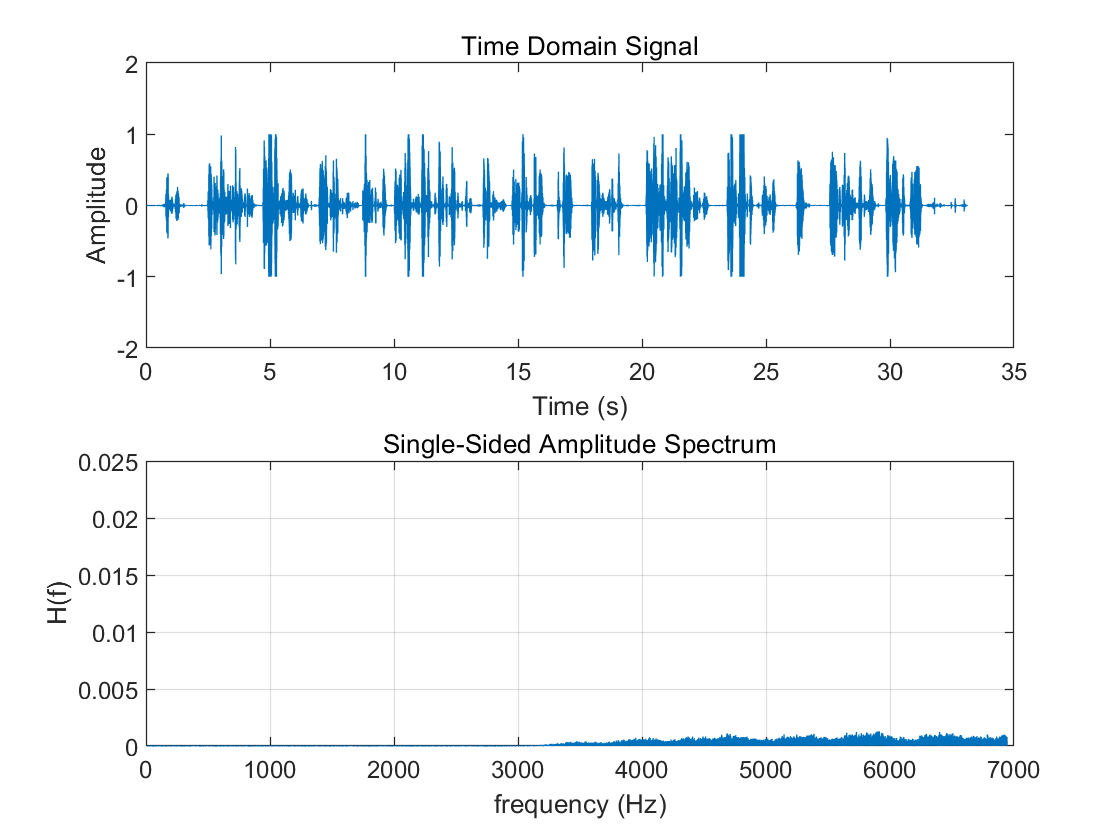 Time Domain Signal
2
1
0
-1
-2
Amplitude
0 5 10 15 20 25 30 35
Time (s)
Single-Sided Amplitude Spectrum
0.025
0.02
0.015
0.01
0.005
0
H(f)
0 1000 2000 3000 4000 5000 6000 7000
frequency (Hz)